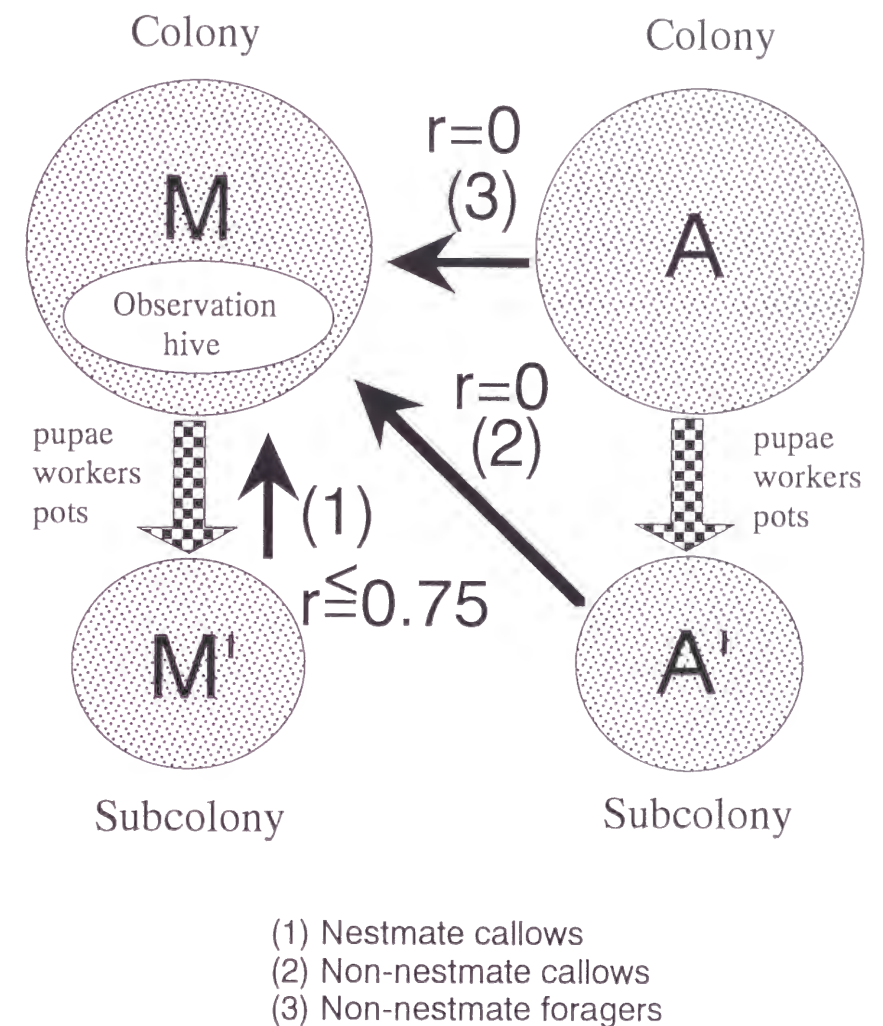 Colony
Colony
M
Observation
hive
r=0
(3)
A
r=0
(2)
pupae
workers
pots
pupae
workers
pots
(1)
r≦0.75
M'
A'
Subcolony
Subcolony
(1) Nestmate callows
(2) Non-nestmate callows
(3) Non-nestmate foragers